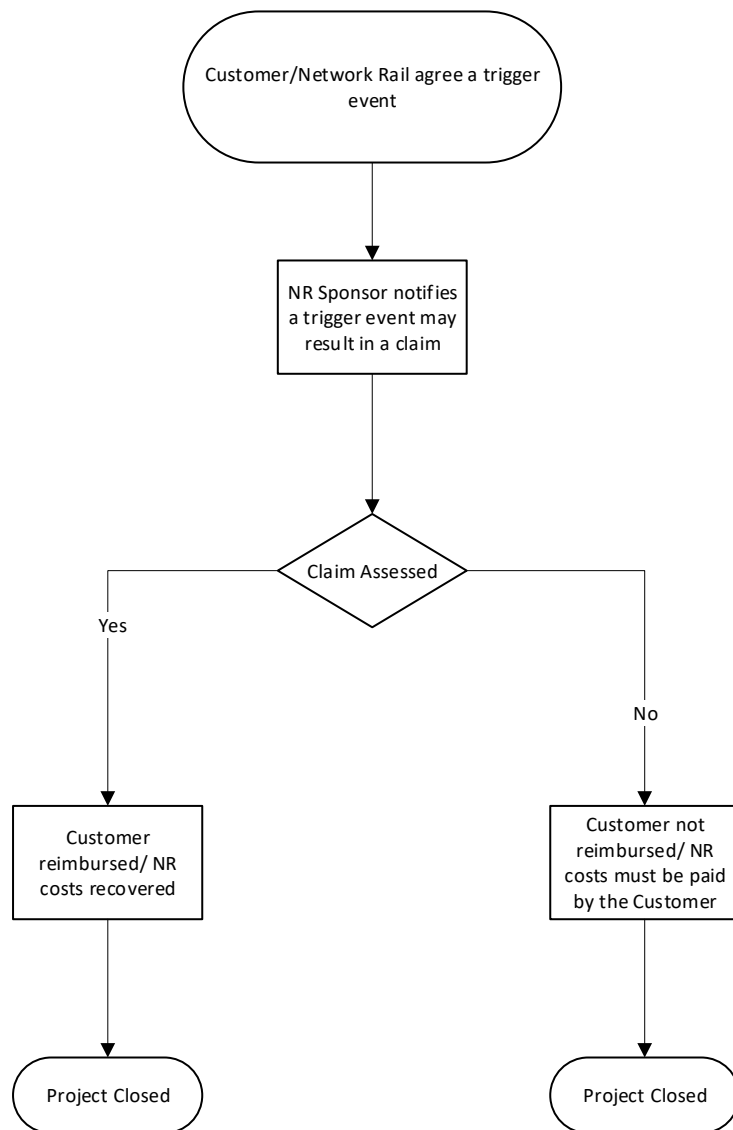 Customer/Network Rail agree a trigger
event
NR Sponsor notifies
a trigger event may
result in a claim
Claim Assessed
Yes
No
Customer
reimbursed/ NR
costs recovered
Customer not
reimbursed/ NR
costs must be paid
by the Customer
Project Closed
Project Closed